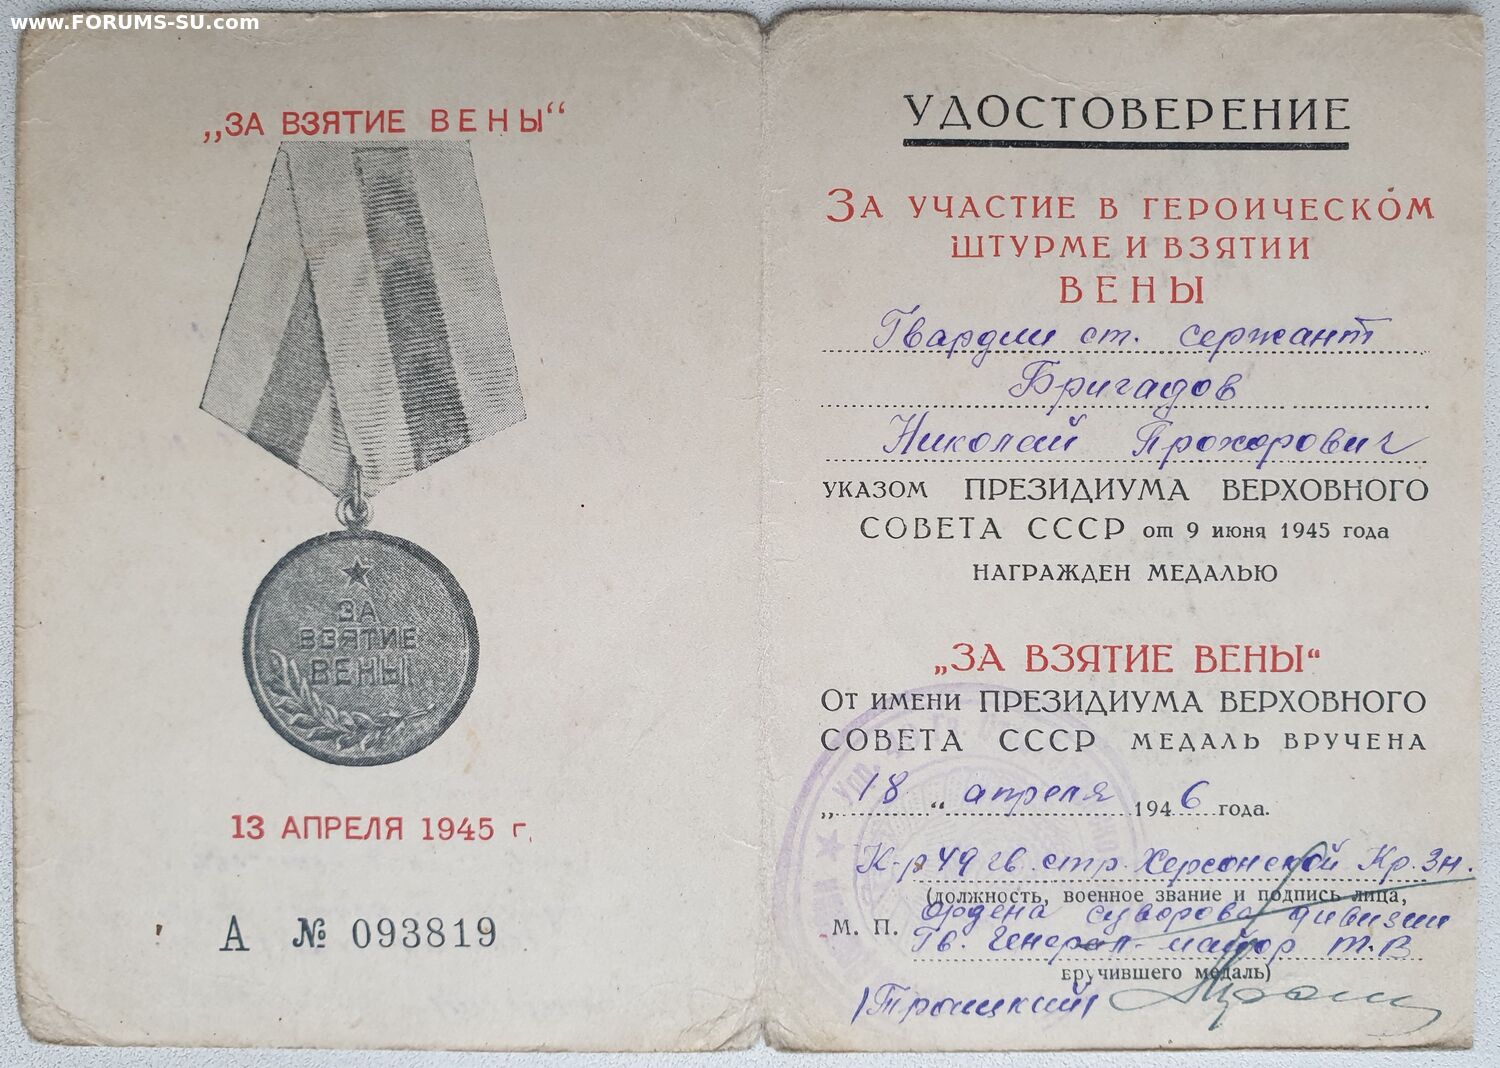 www.FORUMS-SU.com
„ЗА ВЗЯТИЕ ВЕНЫ“
ЗА
ВЗЯТИЕ
ВЕНЫ
13 АПРЕЛЯ 1945 г.
А № 093819
УДОСТОВЕРЕНИЕ
ЗА УЧАСТИЕ В ГЕРОИЧЕСКОМ
ШТУРМЕ И ВЗЯТИИ
ВЕНЫ
Гвардии ст. сержант
Бригадов
Николай Прохорович
УКАЗОМ ПРЕЗИДИУМА ВЕРХОВНОГО
СОВЕТА СССР от 9 июня 1945 года
НАГРАЖДЕН МЕДАЛЬЮ
„ЗА ВЗЯТИЕ ВЕНЫ“
ОТ ИМЕНИ ПРЕЗИДИУМА ВЕРХОВНОГО
СОВЕТА СССР МЕДАЛЬ ВРУЧЕНА
„18“ апреля 1946 года.
К-р 49 гв. стр. Херсонской Кр. Зн.
(должность, военное звание и подпись лица,
ордена Суворова дивизии
М. П. Гв. Генерал-майор т. В
вручившего медаль)
/Троицкий/